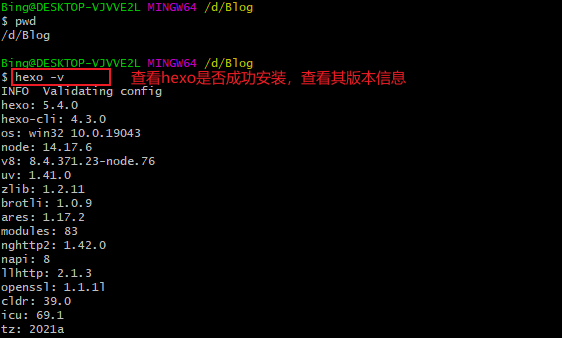 Bing@DESKTOP-VJVVE2L MINGW64 /d/Blog
$ pwd
/d/Blog
Bing@DESKTOP-VJVVE2L MINGW64 /d/Blog
$ hexo -v 查看hexo是否成功安装，查看其版本信息
INFO  Validating config
hexo: 5.4.0
hexo-cli: 4.3.0
os: win32 10.0.19043
node: 14.17.6
v8: 8.4.371.23-node.76
uv: 1.41.0
zlib: 1.2.11
brotli: 1.0.9
ares: 1.17.2
modules: 83
nghttp2: 1.42.0
napi: 8
llhttp: 2.1.3
openssl: 1.1.1l
cldr: 39.0
icu: 69.1
tz: 2021a